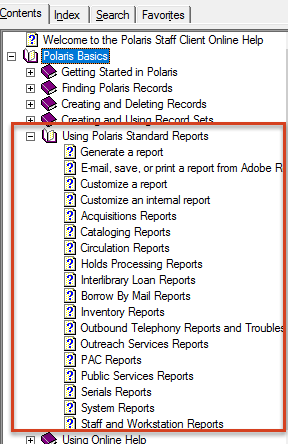 Contents Index Search Favorites
Welcome to the Polaris Staff Client Online Help
Polaris Basics
Getting Started in Polaris
Finding Polaris Records
Creating and Deleting Records
Creating and Using Record Sets
Using Polaris Standard Reports
Generate a report
E-mail, save, or print a report from Adobe R
Customize a report
Customize an internal report
Acquisitions Reports
Cataloging Reports
Circulation Reports
Holds Processing Reports
Interlibrary Loan Reports
Borrow By Mail Reports
Inventory Reports
Outbound Telephony Reports and Troubles
Outreach Services Reports
PAC Reports
Public Services Reports
Serials Reports
System Reports
Staff and Workstation Reports
Using Online Help